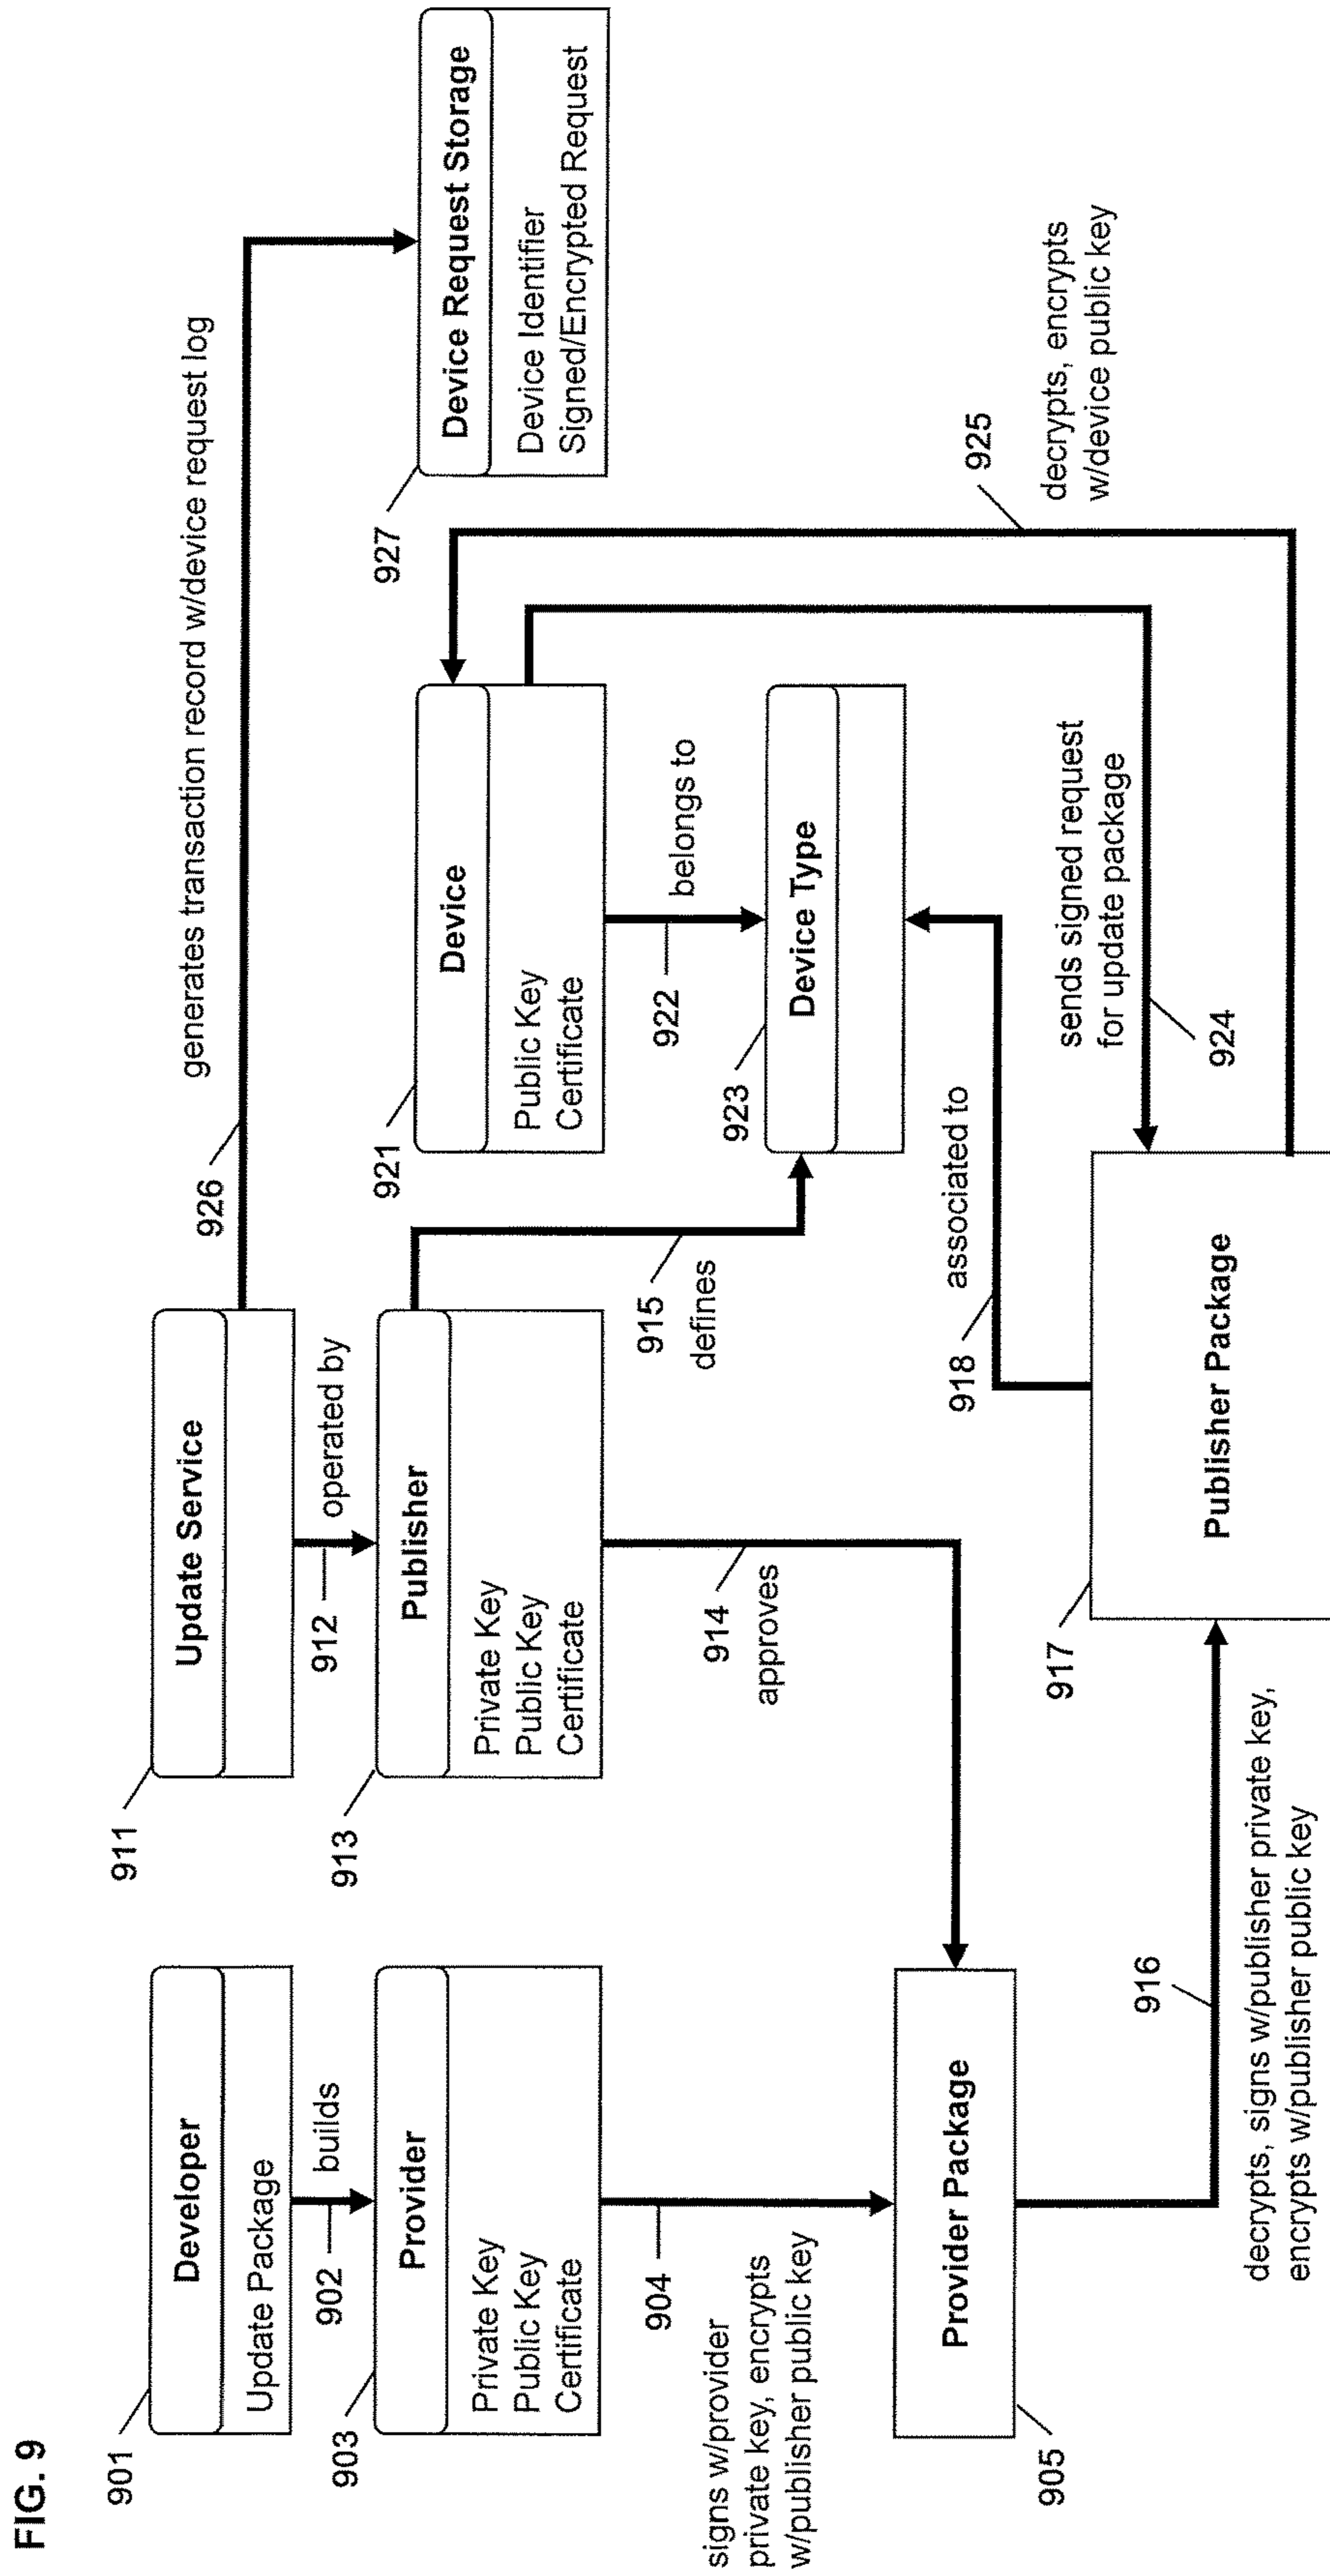 FIG. 9
901
Developer
Update Package
902
builds
903
Provider
Private Key
Public Key
Certificate
904
signs w/provider
private key, encrypts
w/publisher public key
Provider Package
905
911
Update Service
912
operated by
913
Publisher
Private Key
Public Key
Certificate
914
approves
915
defines
916
decrypts, signs w/publisher private key,
encrypts w/publisher public key
917
Publisher Package
918
associated to
926
generates transaction record w/device request log
921
Device
Public Key
Certificate
922
belongs to
923
Device Type
sends signed request
for update package
924
925
decrypts, encrypts
w/device public key
927
Device Request Storage
Device Identifier
Signed/Encrypted Request